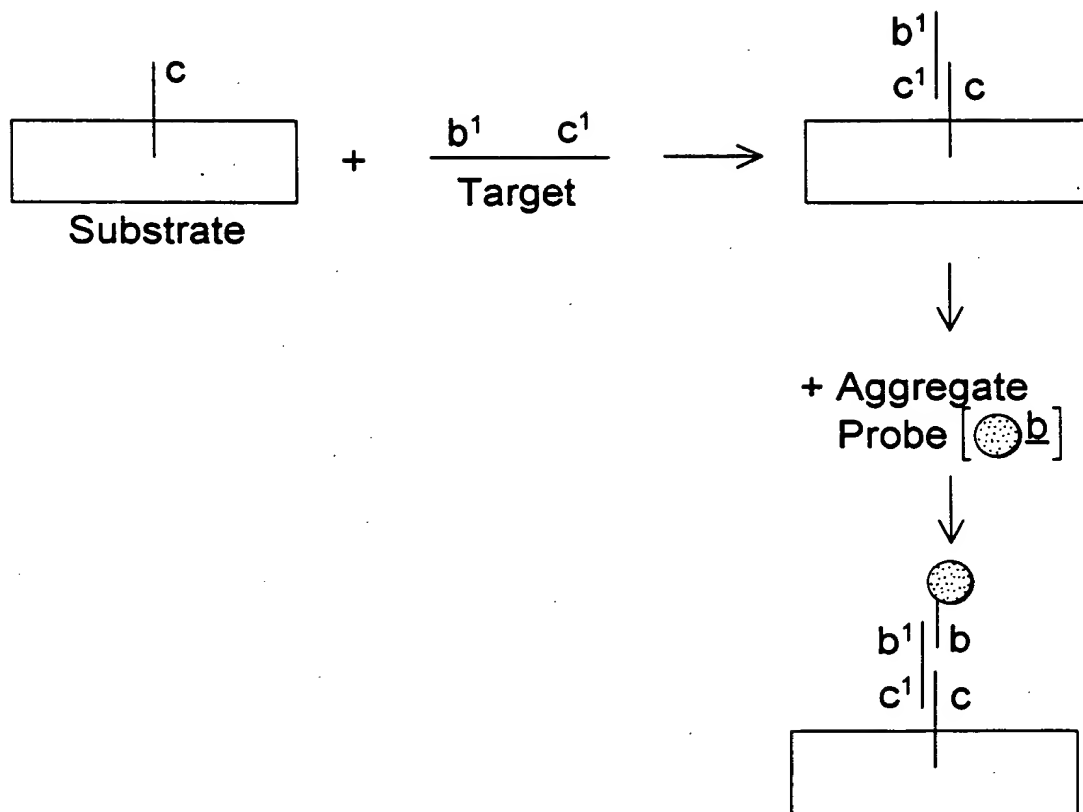 c
Substrate
+
b¹ c¹
Target
b¹
c¹ c
+ Aggregate
Probe [ b ]
b¹ b
c¹ c